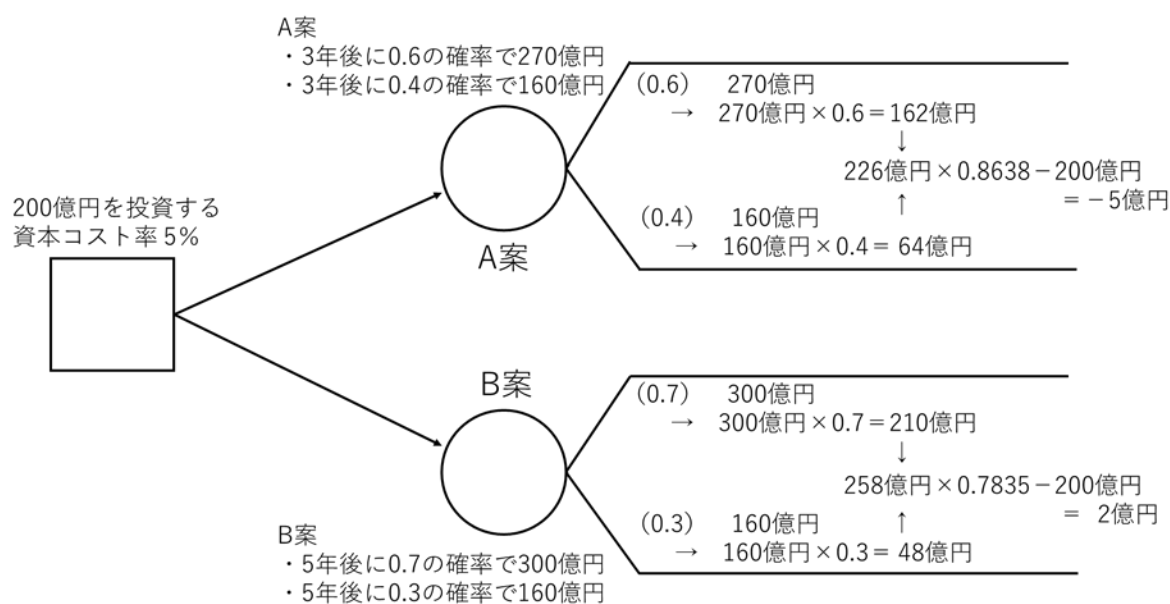 A案
・3年後に0.6の確率で270億円
・3年後に0.4の確率で160億円
(0.6) 270億円
→ 270億円×0.6＝162億円
↓
226億円×0.8638－200億円
＝－5億円
↑
(0.4) 160億円
→ 160億円×0.4＝ 64億円
A案
200億円を投資する
資本コスト率5%
B案
(0.7) 300億円
→ 300億円×0.7＝210億円
↓
258億円×0.7835－200億円
＝ 2億円
↑
(0.3) 160億円
→ 160億円×0.3＝ 48億円
B案
・5年後に0.7の確率で300億円
・5年後に0.3の確率で160億円